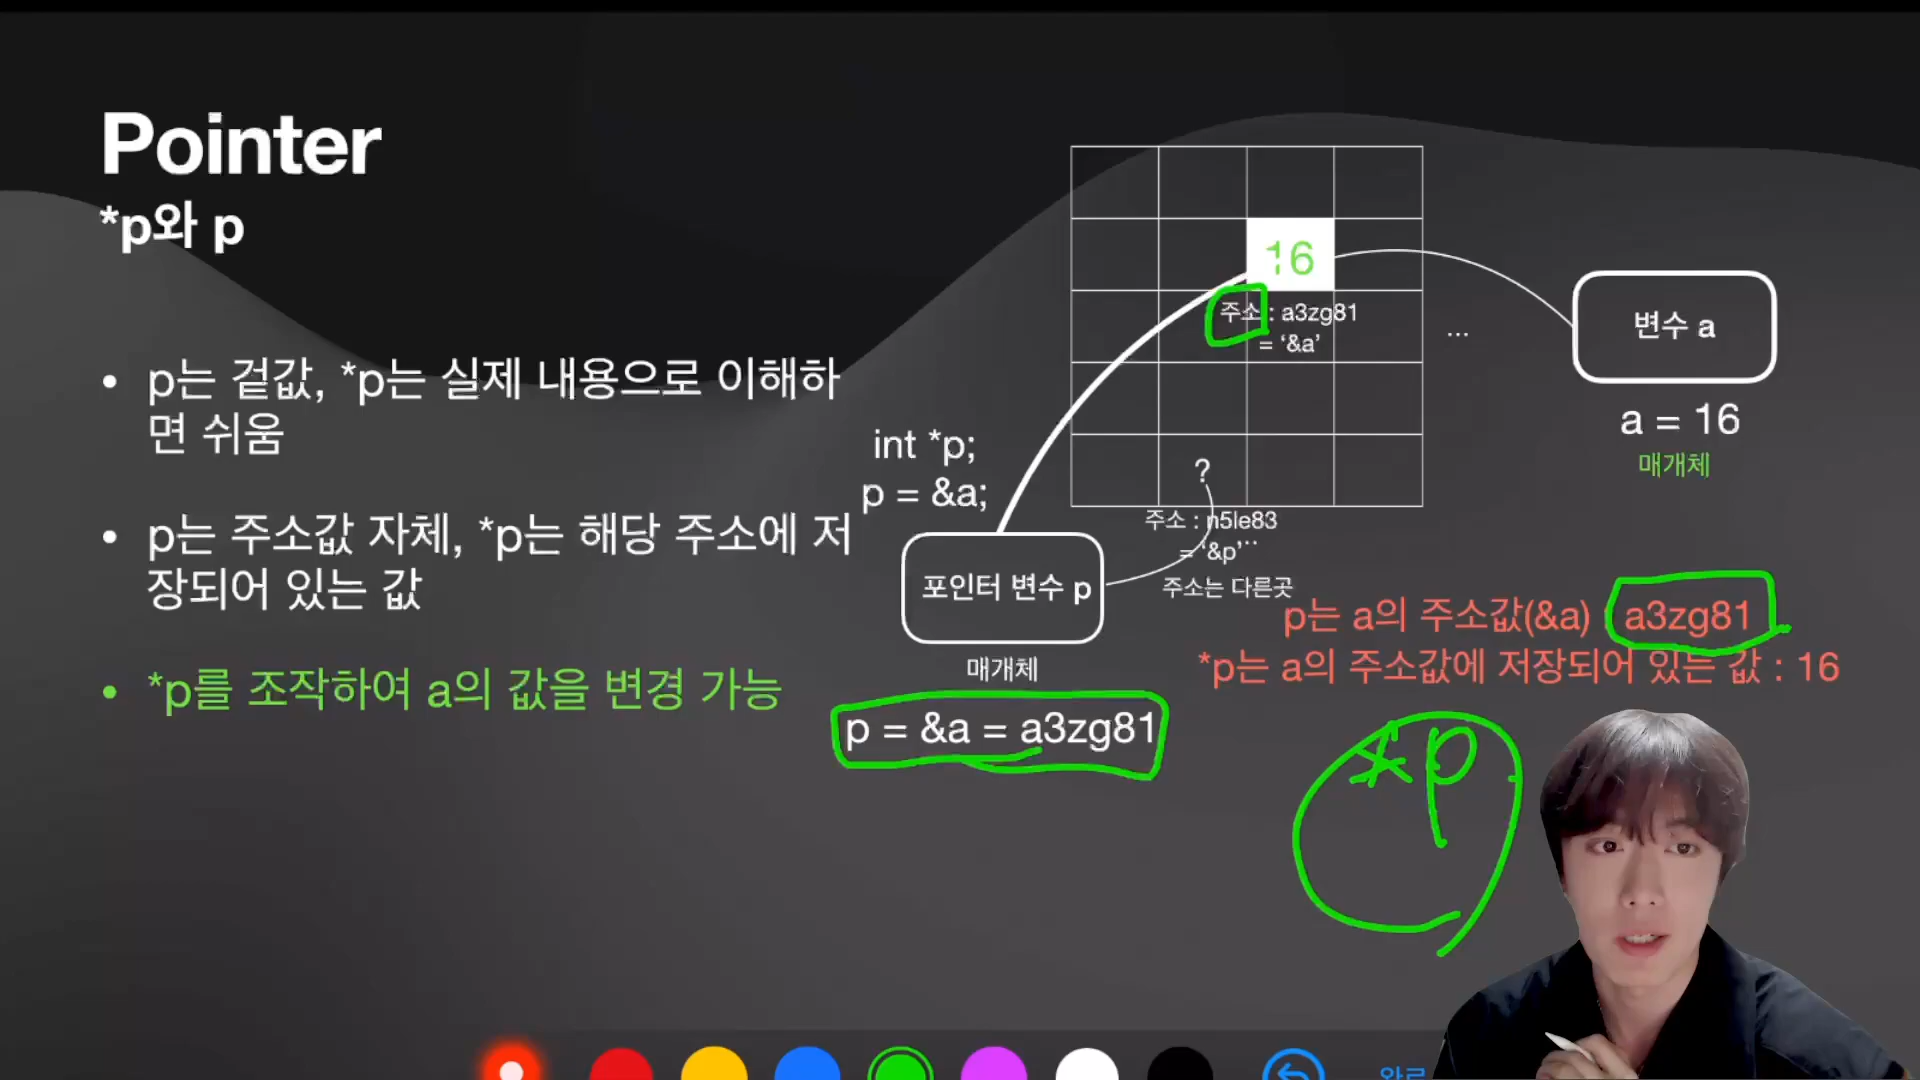 Pointer
*p와 p
• p는 겉값, *p는 실제 내용으로 이해하
면 쉬움
• p는 주소값 자체, *p는 해당 주소에 저
장되어 있는 값
• *p를 조작하여 a의 값을 변경 가능
16
주소 : a3zg81
= ‘&a’
...
변수 a
a = 16
매개체
int *p;
p = &a;
?
주소 : n5le83
= ‘&p’
주소는 다른곳
포인터 변수 p
매개체
p = &a = a3zg81
p는 a의 주소값(&a) : a3zg81
*p는 a의 주소값에 저장되어 있는 값 : 16
*p
완료